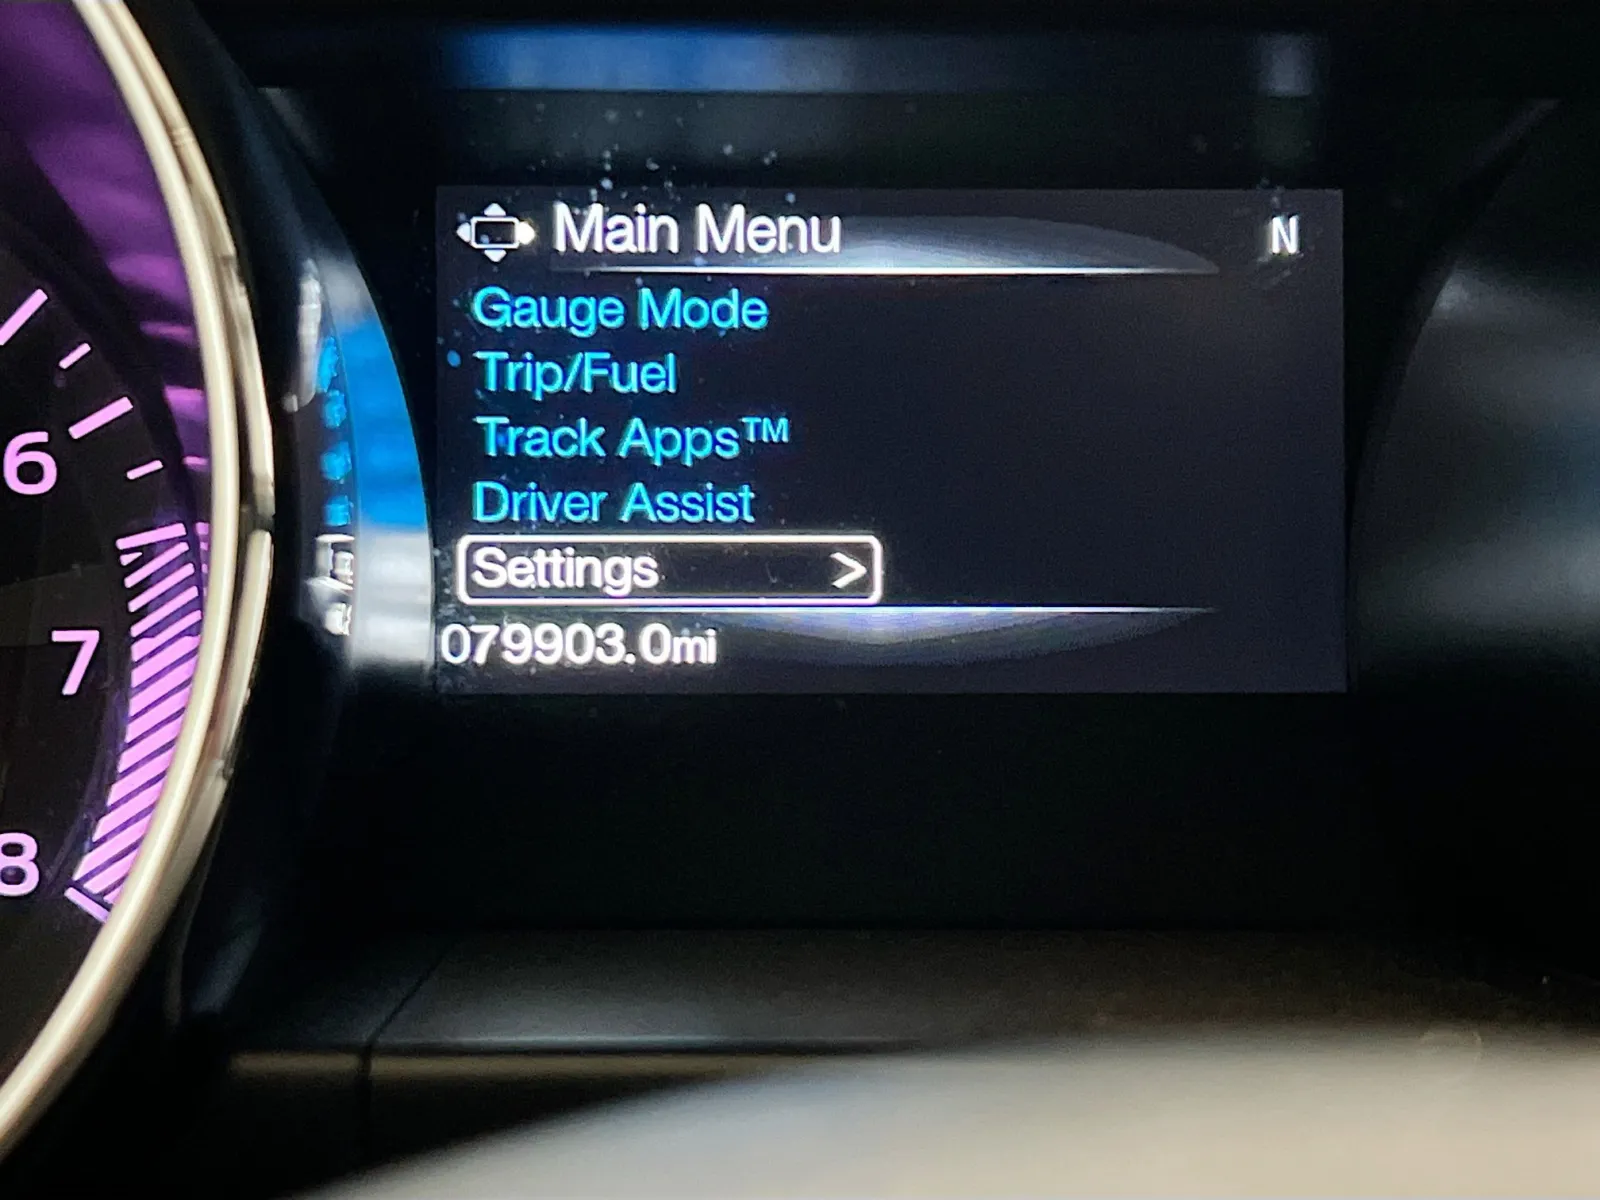 Main Menu N
Gauge Mode
Trip/Fuel
Track Apps™
Driver Assist
Settings >
079903.0mi
6
7
8